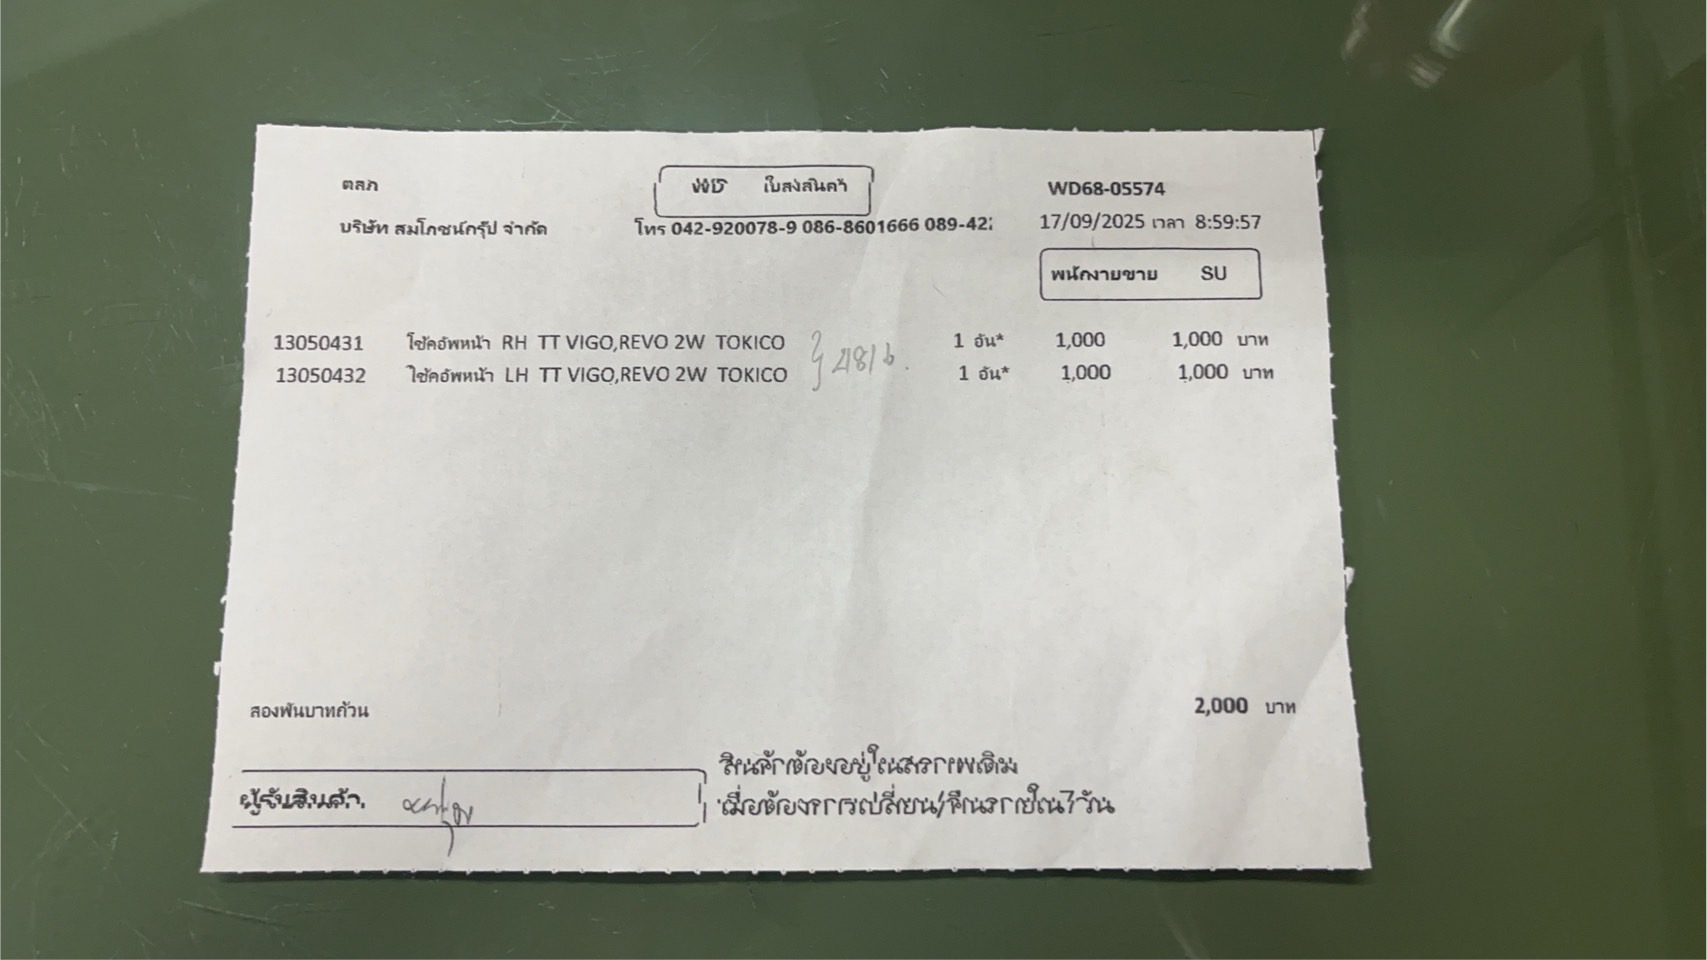 ตลภ
WD ใบส่งสินค้า
WD68-05574
บริษัท สมโภชน์กรุ๊ป จำกัด
โทร 042-920078-9 086-8601666 089-42
17/09/2025 เวลา 8:59:57
พนักงานขาย SU
13050431 โช้คอัพหน้า RH TT VIGO,REVO 2W TOKICO 1 อัน* 1,000 1,000 บาท
13050432 โช้คอัพหน้า LH TT VIGO,REVO 2W TOKICO 1 อัน* 1,000 1,000 บาท
สองพันบาทถ้วน 2,000 บาท
ผู้รับสินค้า
สินค้าต้องอยู่ในสภาพเดิม
เมื่อต้องการเปลี่ยน/คืนภายใน7วัน